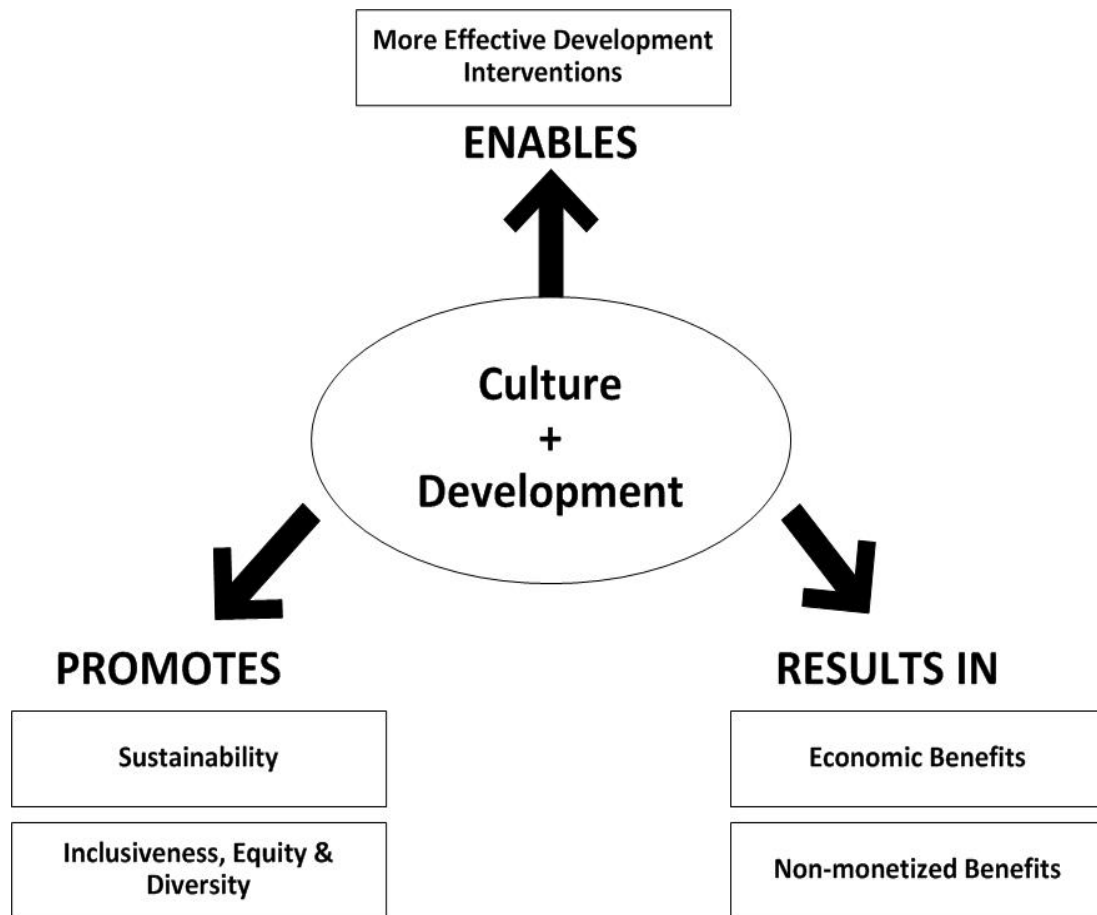 More Effective Development
Interventions
ENABLES
Culture
+
Development
PROMOTES
Sustainability
Inclusiveness, Equity &
Diversity
RESULTS IN
Economic Benefits
Non-monetized Benefits